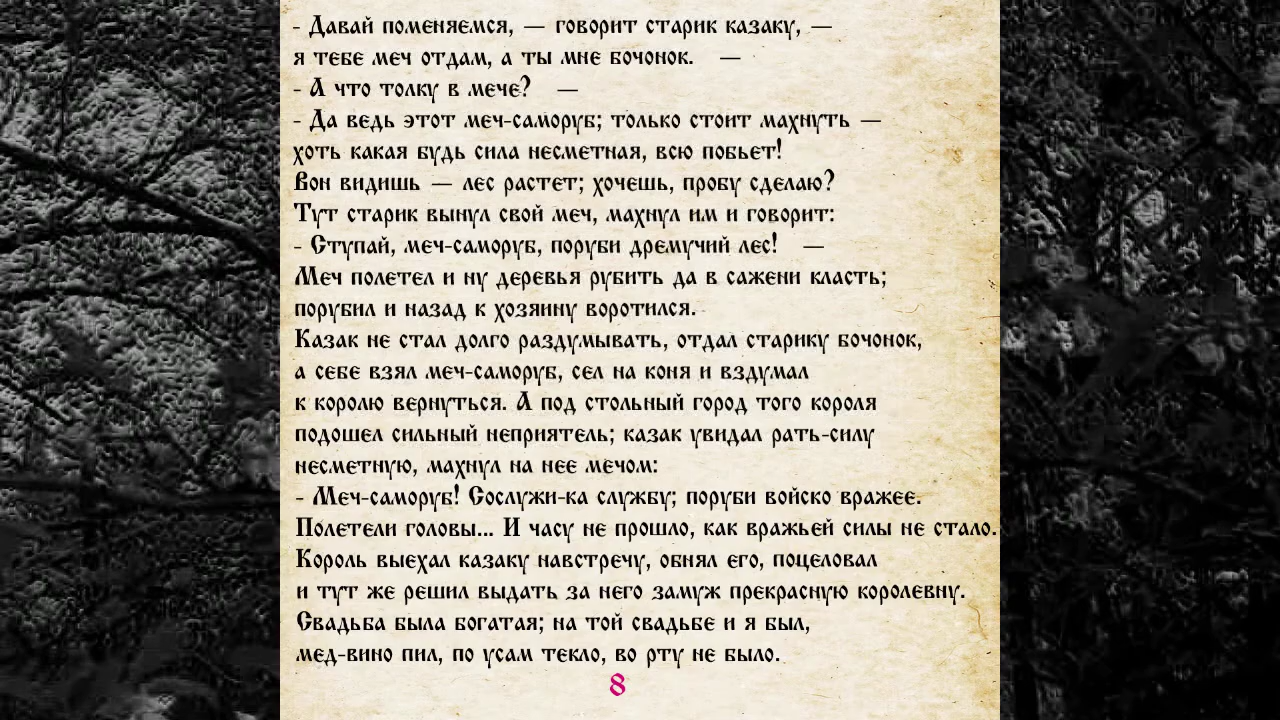 - Давай поменяемся, — говорит старик казаку, —
я тебе меч отдам, а ты мне бочонок. —
- А что толку в мече? —
- Да ведь этот меч-саморуб; только стоит махнуть —
хоть какая будь сила несметная, всю побьет!
Вон видишь — лес растет; хочешь, пробу сделаю?
Тут старик вынул свой меч, махнул им и говорит:
- Ступай, меч-саморуб, поруби дремучий лес! —
Меч полетел и ну деревья рубить да в сажени класть;
порубил и назад к хозяину воротился.
Казак не стал долго раздумывать, отдал старику бочонок,
а себе взял меч-саморуб, сел на коня и вздумал
к королю вернуться. А под стольный город того короля
подошел сильный неприятель; казак увидал рать-силу
несметную, махнул на нее мечом:
- Меч-саморуб! Сослужи-ка службу; поруби войско вражее.
Полетели головы... И часу не прошло, как вражьей силы не стало.
Король выехал казаку навстречу, обнял его, поцеловал
и тут же решил выдать за него замуж прекрасную королевну.
Свадьба была богатая; на той свадьбе и я был,
мед-вино пил, по усам текло, во рту не было.
8